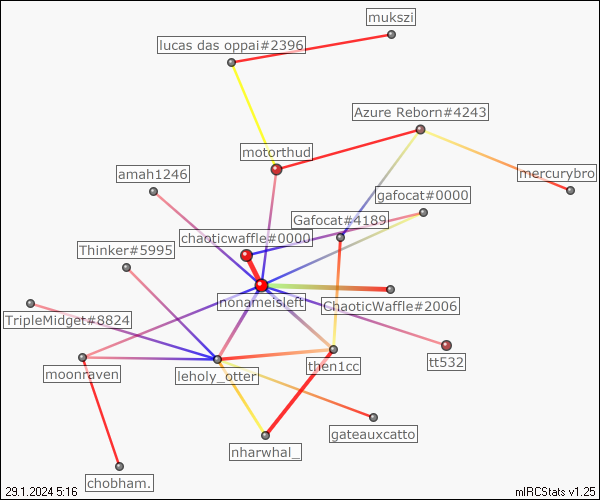 mukszi
lucas das oppai#2396
Azure Reborn#4243
motorthud
amah1246
mercurybro
gafocat#0000
Gafocat#4189
chaoticwaffle#0000
Thinker#5995
nonameisleft
ChaoticWaffle#2006
TripleMidget#8824
tt532
then1cc
moonraven
leholy_otter
gateauxcatto
nharwhal_
chobham.
29.1.2024 5:16
mIRCStats v1.25